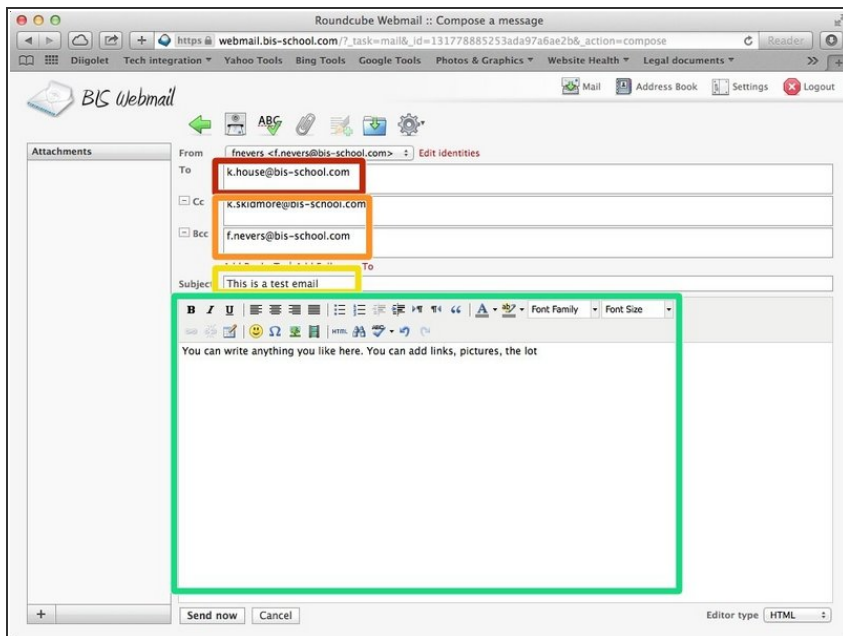 Roundcube Webmail :: Compose a message
https webmail.bis-school.com/?_task=mail&_id=131778885253ada97a6ae2b&_action=compose Reader
Diigolet Tech integration Yahoo Tools Bing Tools Google Tools Photos & Graphics Website Health Legal documents
BIS Webmail
Mail Address Book Settings Logout
ABC
Attachments
From fnevers <f.nevers@bis-school.com> Edit identities
To k.house@bis-school.com
Cc k.skidmore@bis-school.com
Bcc f.nevers@bis-school.com
To
Subject This is a test email
B I U A Font Family Font Size
HTML
You can write anything you like here. You can add links, pictures, the lot
+ Send now Cancel Editor type HTML